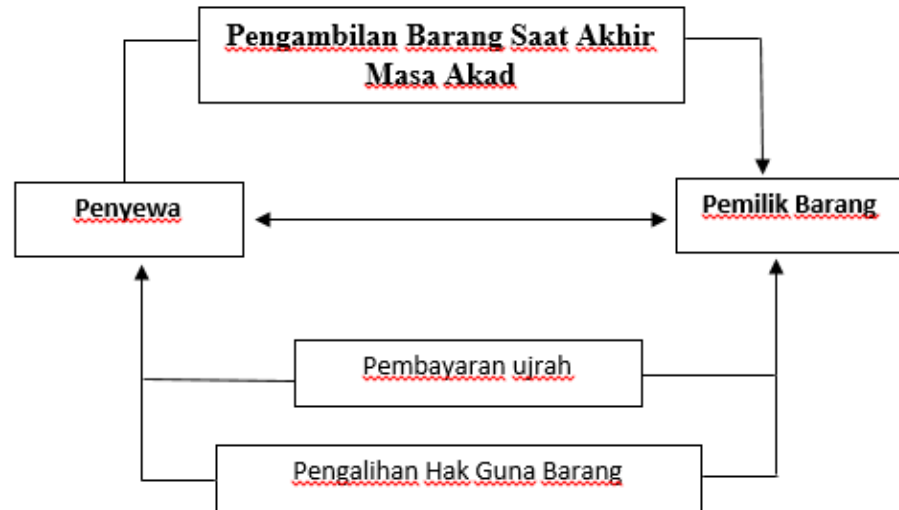 Pengambilan Barang Saat Akhir
Masa Akad
Penyewa
Pemilik Barang
Pembayaran ujrah
Pengalihan Hak Guna Barang